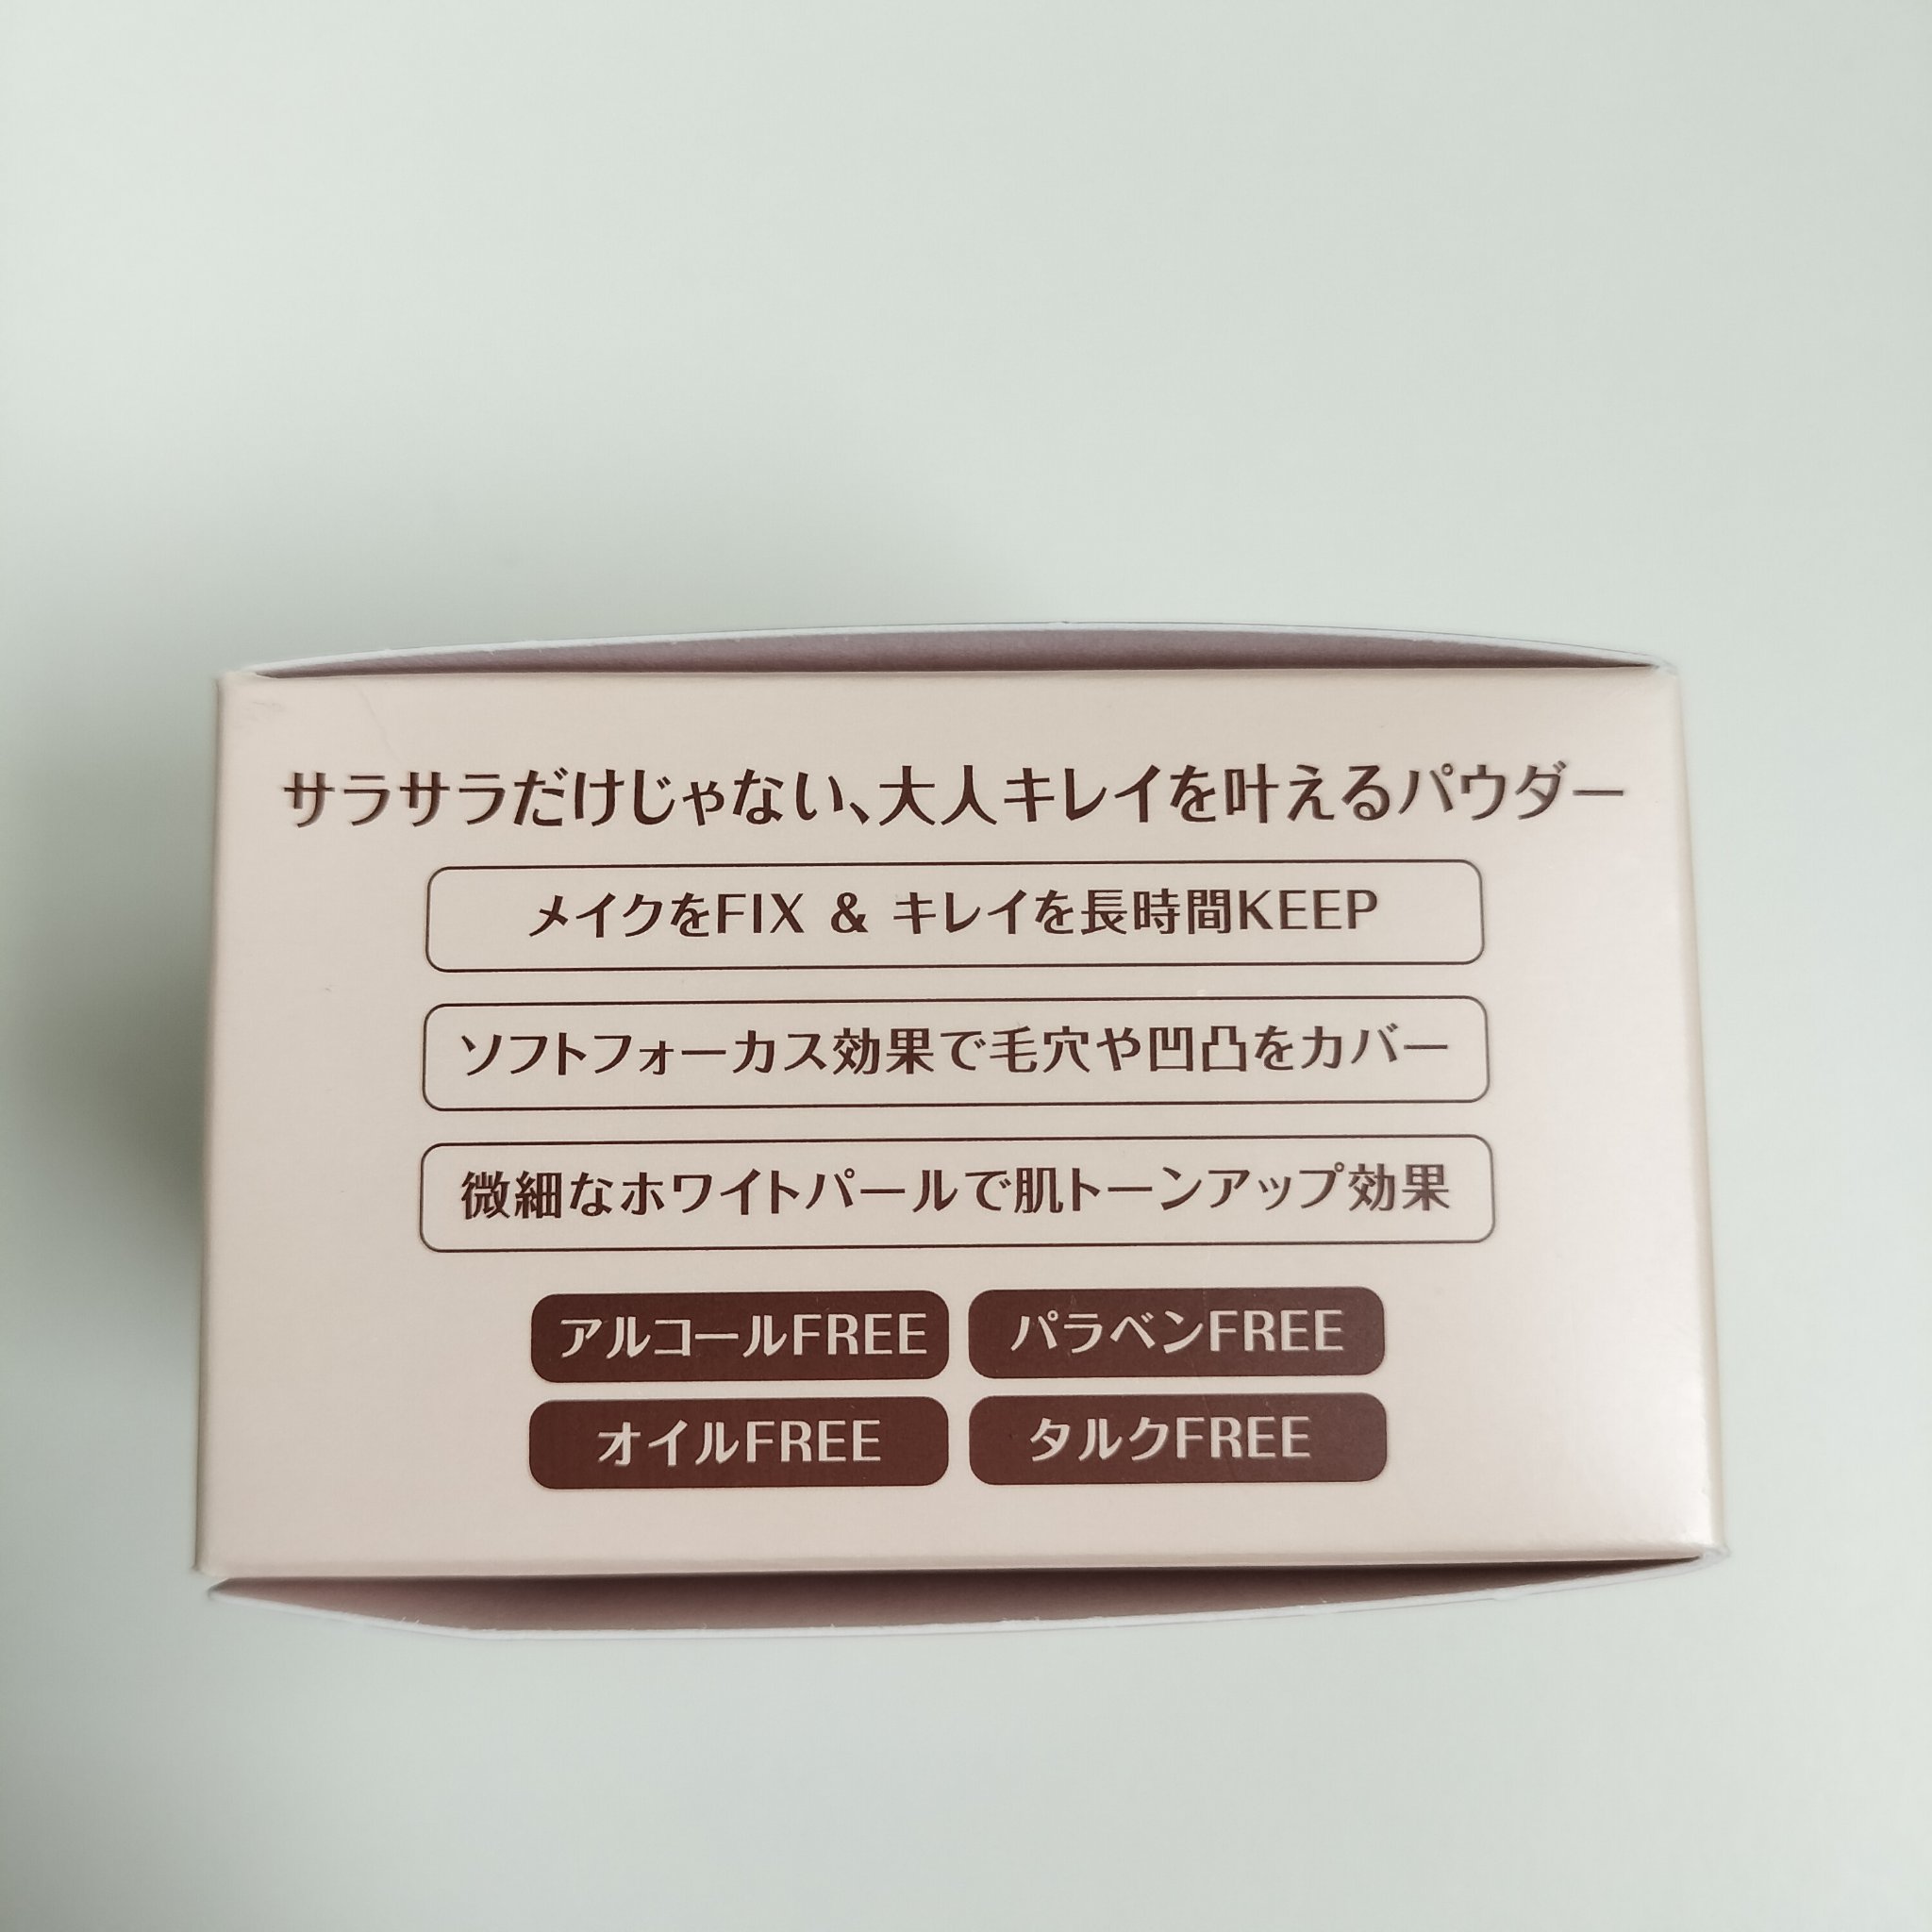 サラサラだけじゃない、大人キレイを叶えるパウダー
メイクをFIX & キレイを長時間KEEP
ソフトフォーカス効果で毛穴や凹凸をカバー
微細なホワイトパールで肌トーンアップ効果
アルコールFREE パラベンFREE
オイルFREE タルクFREE